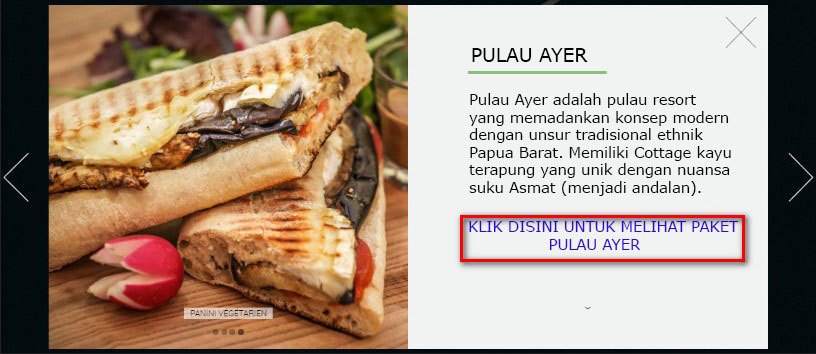 PULAU AYER
Pulau Ayer adalah pulau resort
yang memadankan konsep modern
dengan unsur tradisional ethnik
Papua Barat. Memiliki Cottage kayu
terapung yang unik dengan nuansa
suku Asmat (menjadi andalan).
KLIK DISINI UNTUK MELIHAT PAKET
PULAU AYER
PANINI VÉGÉTARIEN